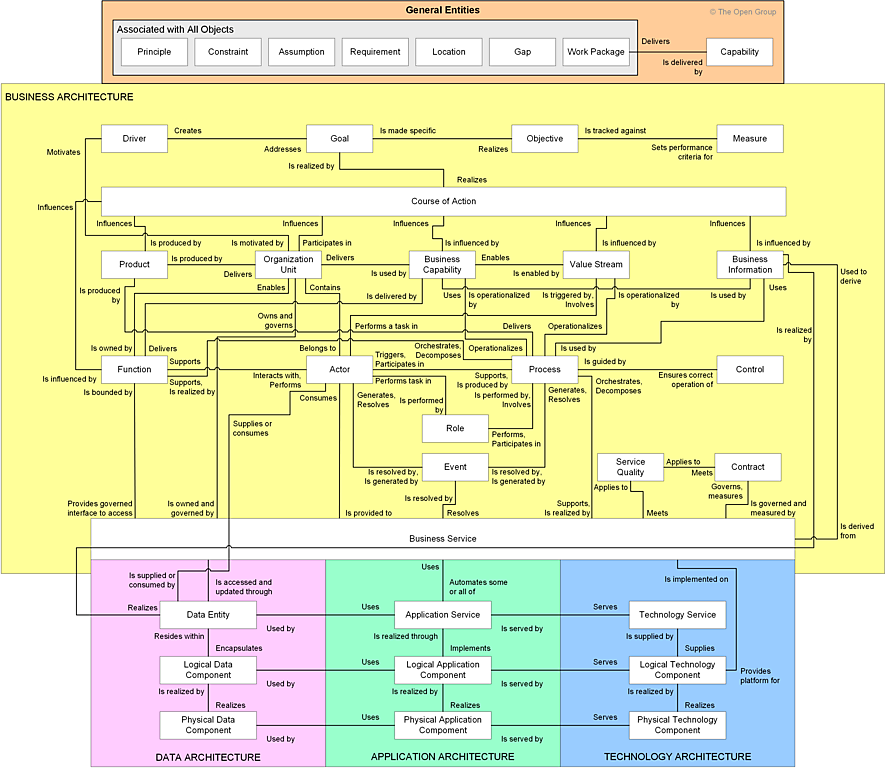 General Entities
© The Open Group
Associated with All Objects
Principle
Constraint
Assumption
Requirement
Location
Gap
Work Package
Delivers
Is delivered
by
Capability
BUSINESS ARCHITECTURE
Driver
Creates
Goal
Is made specific
Objective
Is tracked against
Measure
Motivates
Addresses
Realizes
Sets performance
criteria for
Is realized by
Realizes
Course of Action
Influences
Influences
Influences
Influences
Influences
Influences
Is produced by
Is motivated by
Participates in
Is influenced by
Is influenced by
Is influenced by
Product
Is produced by
Organization
Unit
Delivers
Business
Capability
Enables
Value Stream
Business
Information
Delivers
Is used by
Is enabled by
Used to
derive
Is produced
by
Enables
Contains
Is delivered by
Uses
Is operationalized
by
Is triggered by,
Involves
Is operationalized
by
Is used by
Uses
Owns and
governs
Performs a task in
Delivers
Operationalizes
Is realized
by
Is owned by
Delivers
Belongs to
Orchestrates,
Decomposes
Operationalizes
Is used by
Function
Supports
Actor
Triggers,
Participates in
Process
Is guided by
Control
Is influenced by
Supports,
Is realized by
Interacts with,
Performs
Performs task in
Supports,
Is produced by
Orchestrates,
Decomposes
Ensures correct
operation of
Is bounded by
Consumes
Generates,
Resolves
Is performed
by
Is performed by,
Involves
Generates,
Resolves
Supplies or
consumes
Role
Performs,
Participates in
Event
Is resolved by,
Is generated by
Is resolved by,
Is generated by
Service
Quality
Applies to
Meets
Contract
Applies to
Governs,
measures
Is resolved by
Provides governed
interface to access
Is owned and
governed by
Is provided to
Resolves
Supports,
Is realized by
Meets
Is governed and
measured by
Is derived
from
Business Service
Uses
Is supplied or
consumed by
Is accessed and
updated through
Automates some
or all of
Is implemented on
Realizes
Data Entity
Used by
Uses
Application Service
Is served by
Serves
Technology Service
Resides within
Encapsulates
Is realized through
Implements
Is supplied by
Supplies
Logical Data
Component
Used by
Uses
Logical Application
Component
Is served by
Serves
Logical Technology
Component
Provides
platform for
Is realized by
Realizes
Is realized by
Realizes
Is realized by
Realizes
Physical Data
Component
Used by
Uses
Physical Application
Compoment
Is served by
Serves
Physical Technology
Component
DATA ARCHITECTURE
APPLICATION ARCHITECTURE
TECHNOLOGY ARCHITECTURE